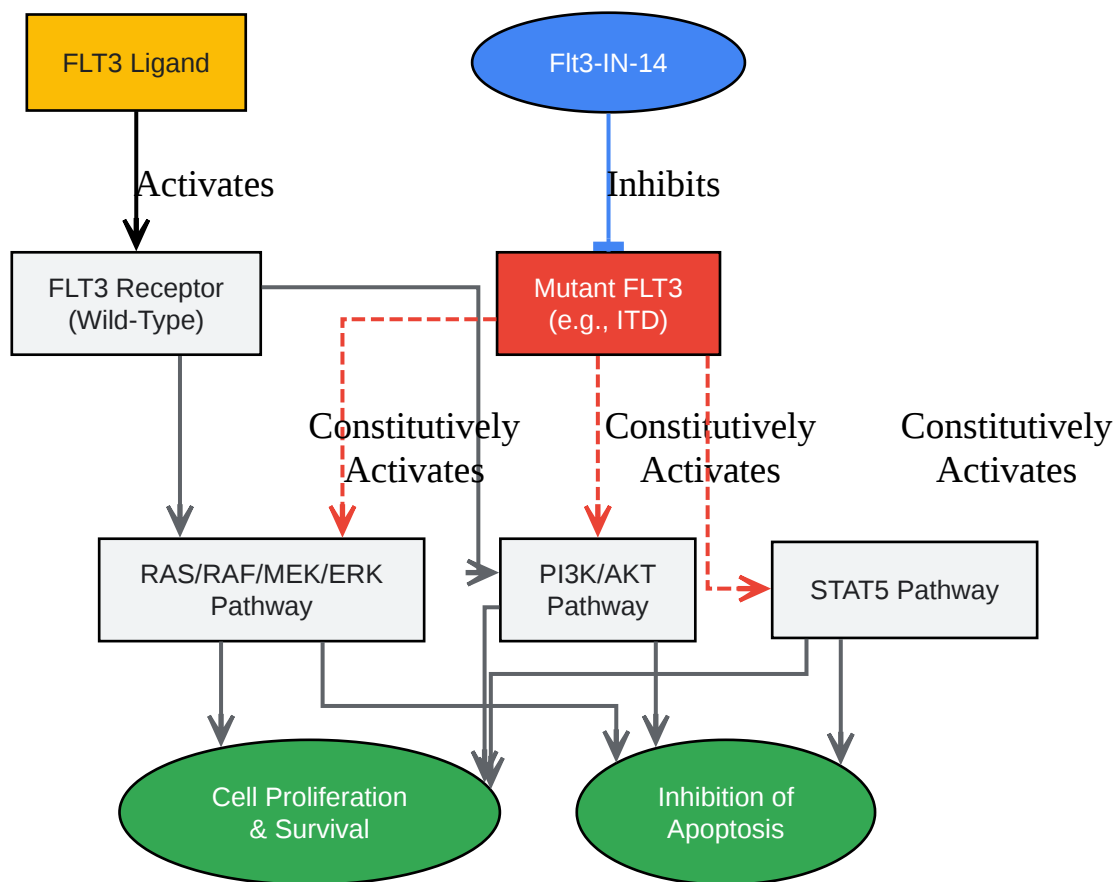 FLT3 Ligand
Flt3-IN-14
Activates
Inhibits
FLT3 Receptor
(Wild-Type)
Mutant FLT3
(e.g., ITD)
Constitutively
Activates
Constitutively
Activates
Constitutively
Activates
RAS/RAF/MEK/ERK
Pathway
PI3K/AKT
Pathway
STAT5 Pathway
Cell Proliferation
& Survival
Inhibition of
Apoptosis